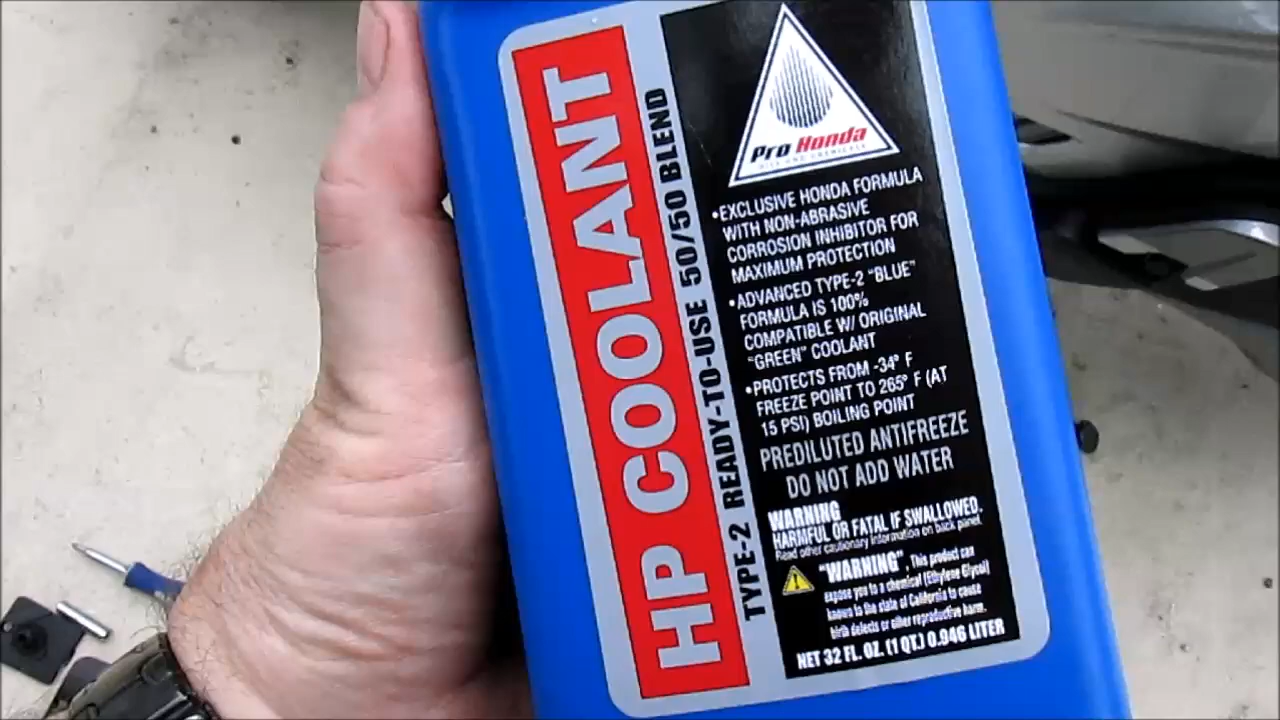 HP COOLANT
TYPE-2 READY-TO-USE 50/50 BLEND
Pro Honda
OILS AND CHEMICALS
•EXCLUSIVE HONDA FORMULA
WITH NON-ABRASIVE
CORROSION INHIBITOR FOR
MAXIMUM PROTECTION
•ADVANCED TYPE-2 "BLUE"
FORMULA IS 100%
COMPATIBLE W/ ORIGINAL
"GREEN" COOLANT
•PROTECTS FROM -34° F
FREEZE POINT TO 265° F (AT
15 PSI) BOILING POINT
PREDILUTED ANTIFREEZE
DO NOT ADD WATER
WARNING
HARMFUL OR FATAL IF SWALLOWED.
Read other cautionary information on back panel.
"WARNING", This product can
expose you to a chemical (Ethylene Glycol)
known to the state of California to cause
birth defects or other reproductive harm.
NET 32 FL. OZ. (1 QT.) 0.946 LITER